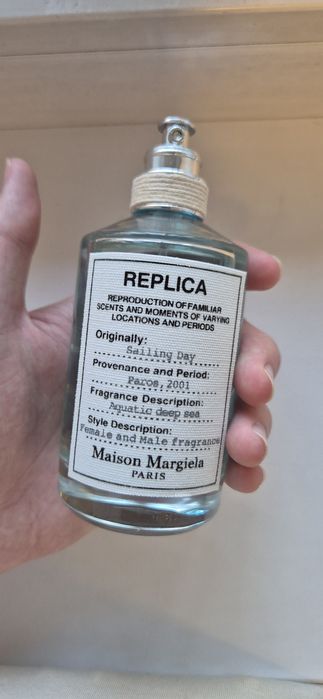 REPLICA
REPRODUCTION OF FAMILIAR
SCENTS AND MOMENTS OF VARYING
LOCATIONS AND PERIODS
Originally:
Sailing Day
Provenance and Period:
Paros, 2001
Fragrance Description:
Aquatic deep sea
Style Description:
Female and Male fragrance
Maison Margiela
PARIS